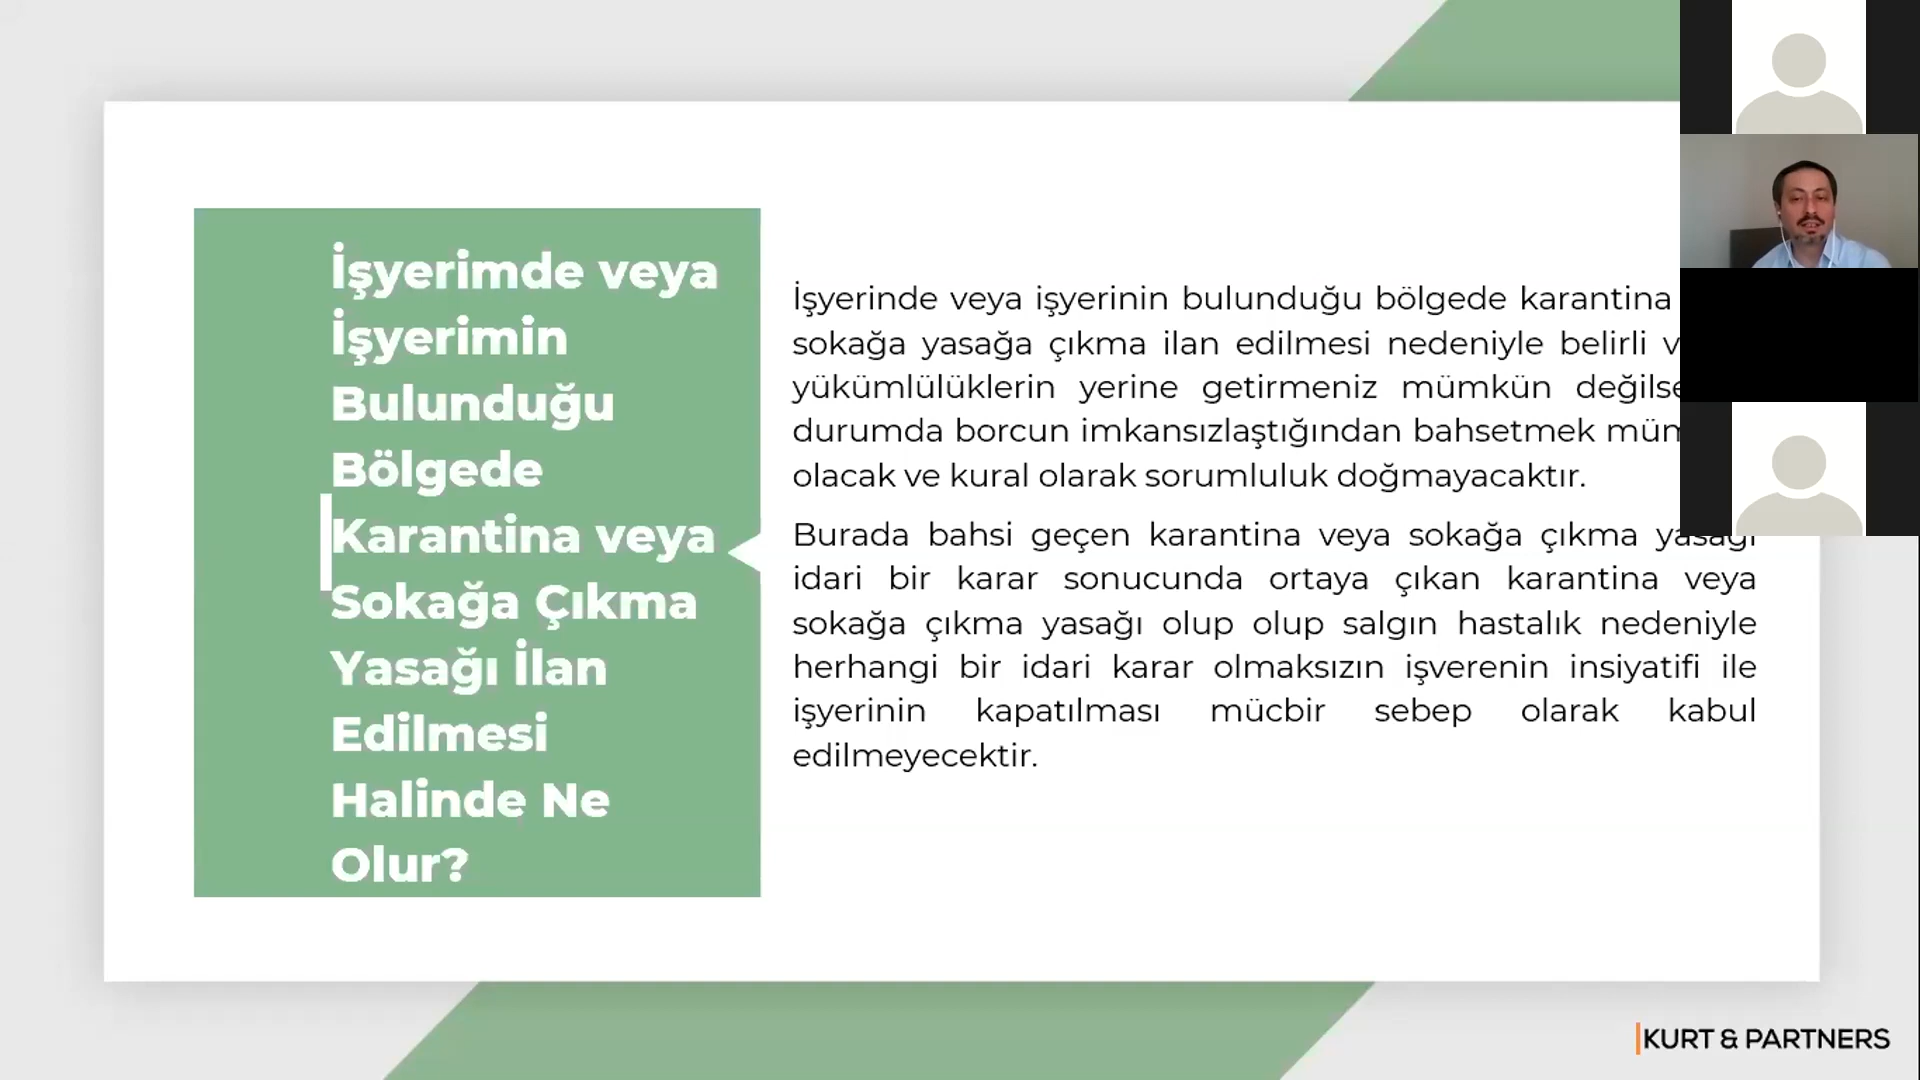 İşyerimde veya
İşyerimin
Bulunduğu
Bölgede
Karantina veya
Sokağa Çıkma
Yasağı İlan
Edilmesi
Halinde Ne
Olur?
İşyerinde veya işyerinin bulunduğu bölgede karantina
sokağa yasağa çıkma ilan edilmesi nedeniyle belirli
yükümlülüklerin yerine getirmeniz mümkün
durumda borcun imkansızlaştığından bahsetmek
olacak ve kural olarak sorumluluk doğmayacaktır.
Burada bahsi geçen karantina veya sokağa çıkma yasağı
idari bir karar sonucunda ortaya çıkan karantina veya
sokağa çıkma yasağı olup olup salgın hastalık nedeniyle
herhangi bir idari karar olmaksızın işverenin insiyatifi ile
işyerinin kapatılması mücbir sebep olarak kabul
edilmeyecektir.
KURT & PARTNERS